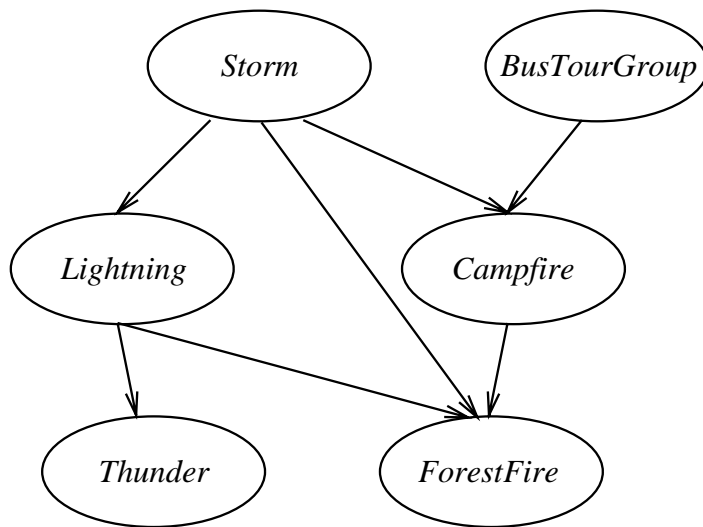 Storm
BusTourGroup
Lightning
Campfire
Thunder
ForestFire